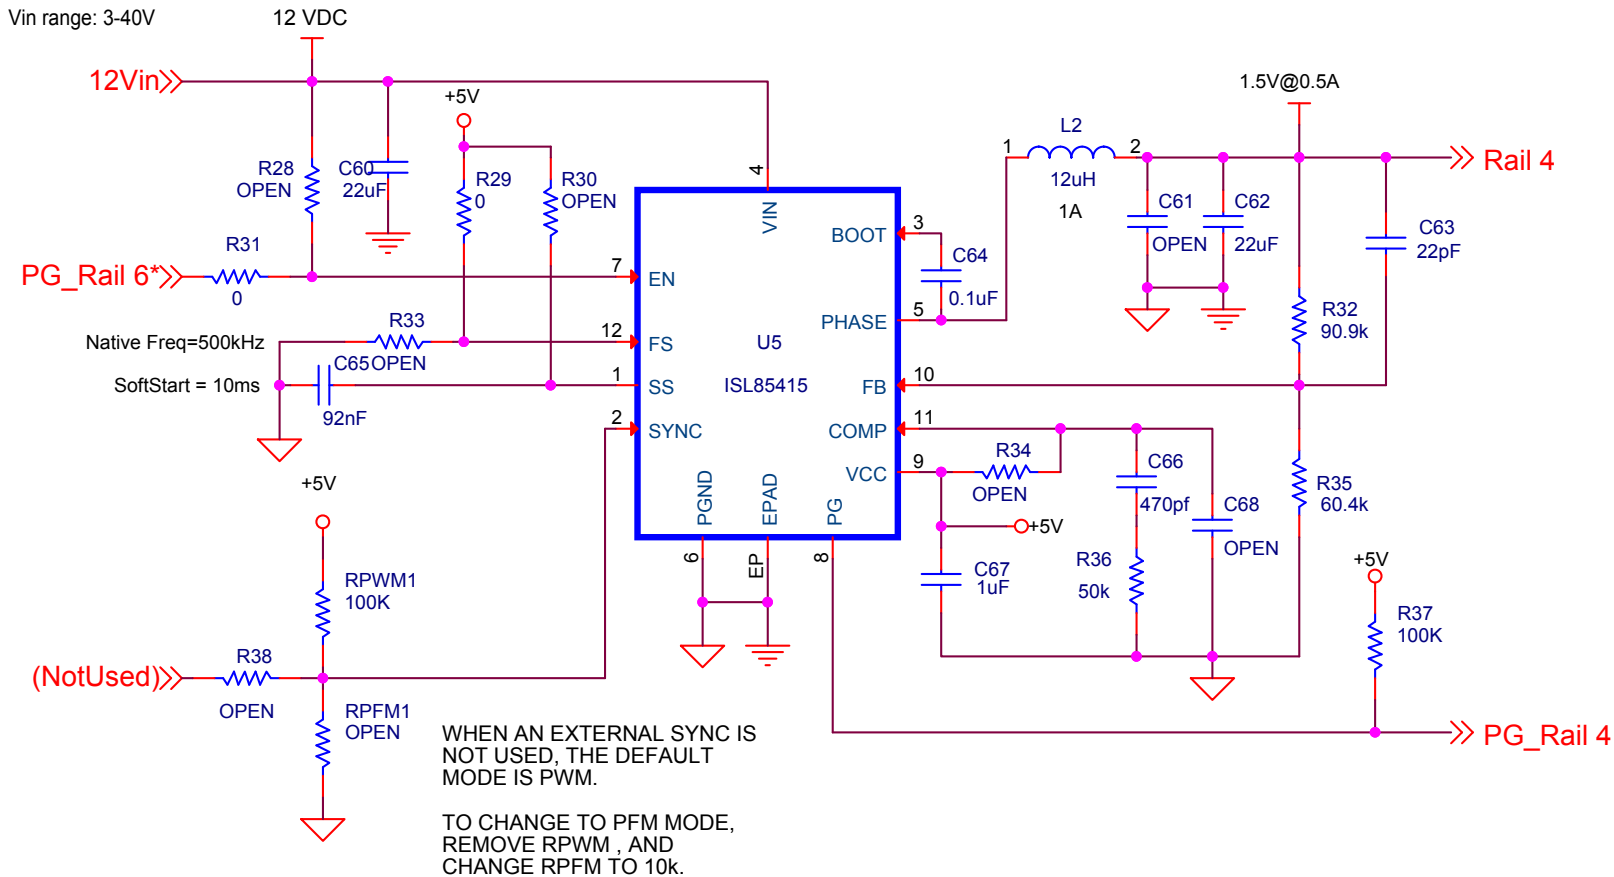 Vin range: 3-40V
12 VDC
12Vin
+5V
1.5V@0.5A
L2
1
2
12uH
1A
Rail 4
R28
OPEN
C60
22uF
R29
0
R30
OPEN
4
VIN
BOOT
3
C64
0.1uF
C61
OPEN
C62
22uF
C63
22pF
R31
0
PG_Rail 6*
7
EN
PHASE
5
R32
90.9k
Native Freq=500kHz
R33
OPEN
12
FS
U5
ISL85415
SoftStart = 10ms
C65
92nF
1
SS
FB
10
2
SYNC
COMP
11
VCC
9
R34
OPEN
C66
470pf
C68
OPEN
R35
60.4k
PGND
EPAD
PG
6
EP
8
+5V
C67
1uF
R36
50k
+5V
R37
100K
+5V
RPWM1
100K
(NotUsed)
R38
OPEN
RPFM1
OPEN
PG_Rail 4
WHEN AN EXTERNAL SYNC IS
NOT USED, THE DEFAULT
MODE IS PWM.
TO CHANGE TO PFM MODE,
REMOVE RPWM , AND
CHANGE RPFM TO 10k.